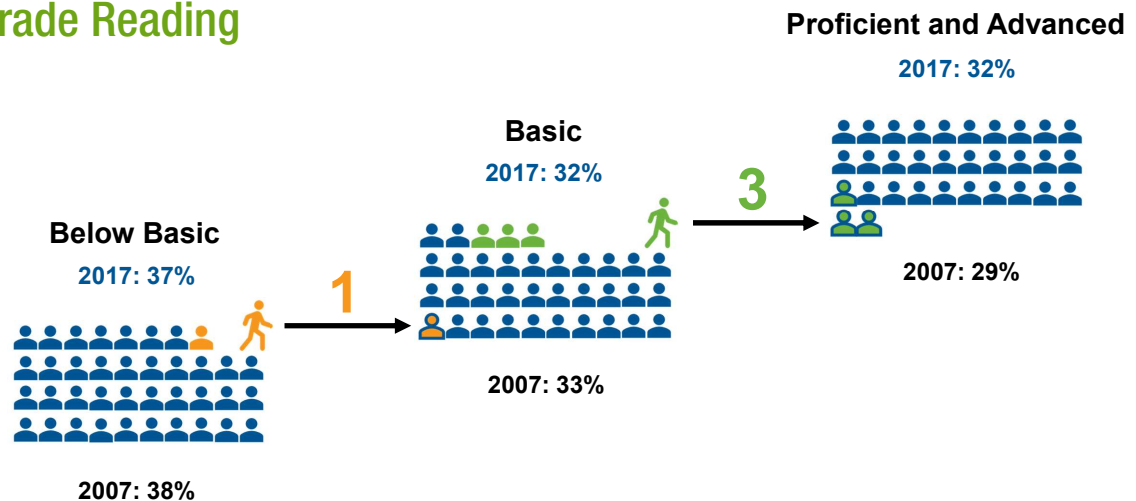 rade Reading
Proficient and Advanced
2017: 32%
Basic
2017: 32%
3
Below Basic
2017: 37%
1
2007: 29%
2007: 33%
2007: 38%